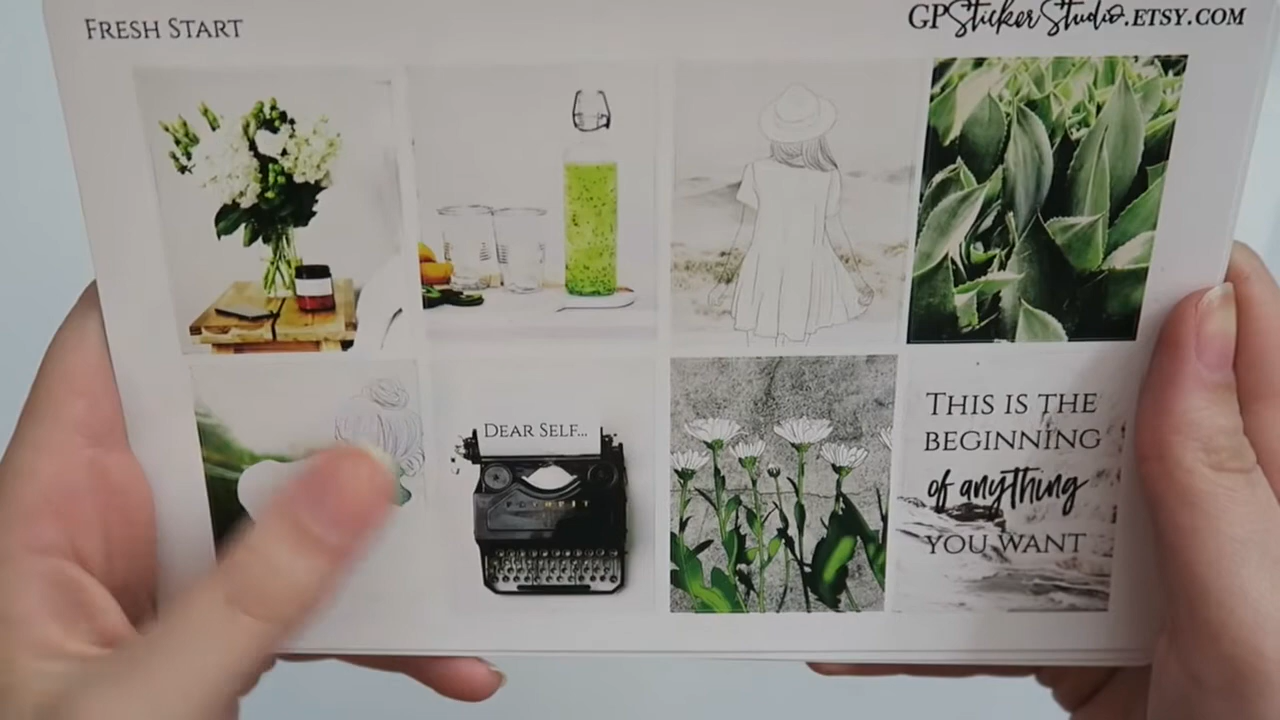 FRESH START
GPStickerStudio.ETSY.COM
DEAR SELF...
THIS IS THE
BEGINNING
of anything
YOU WANT